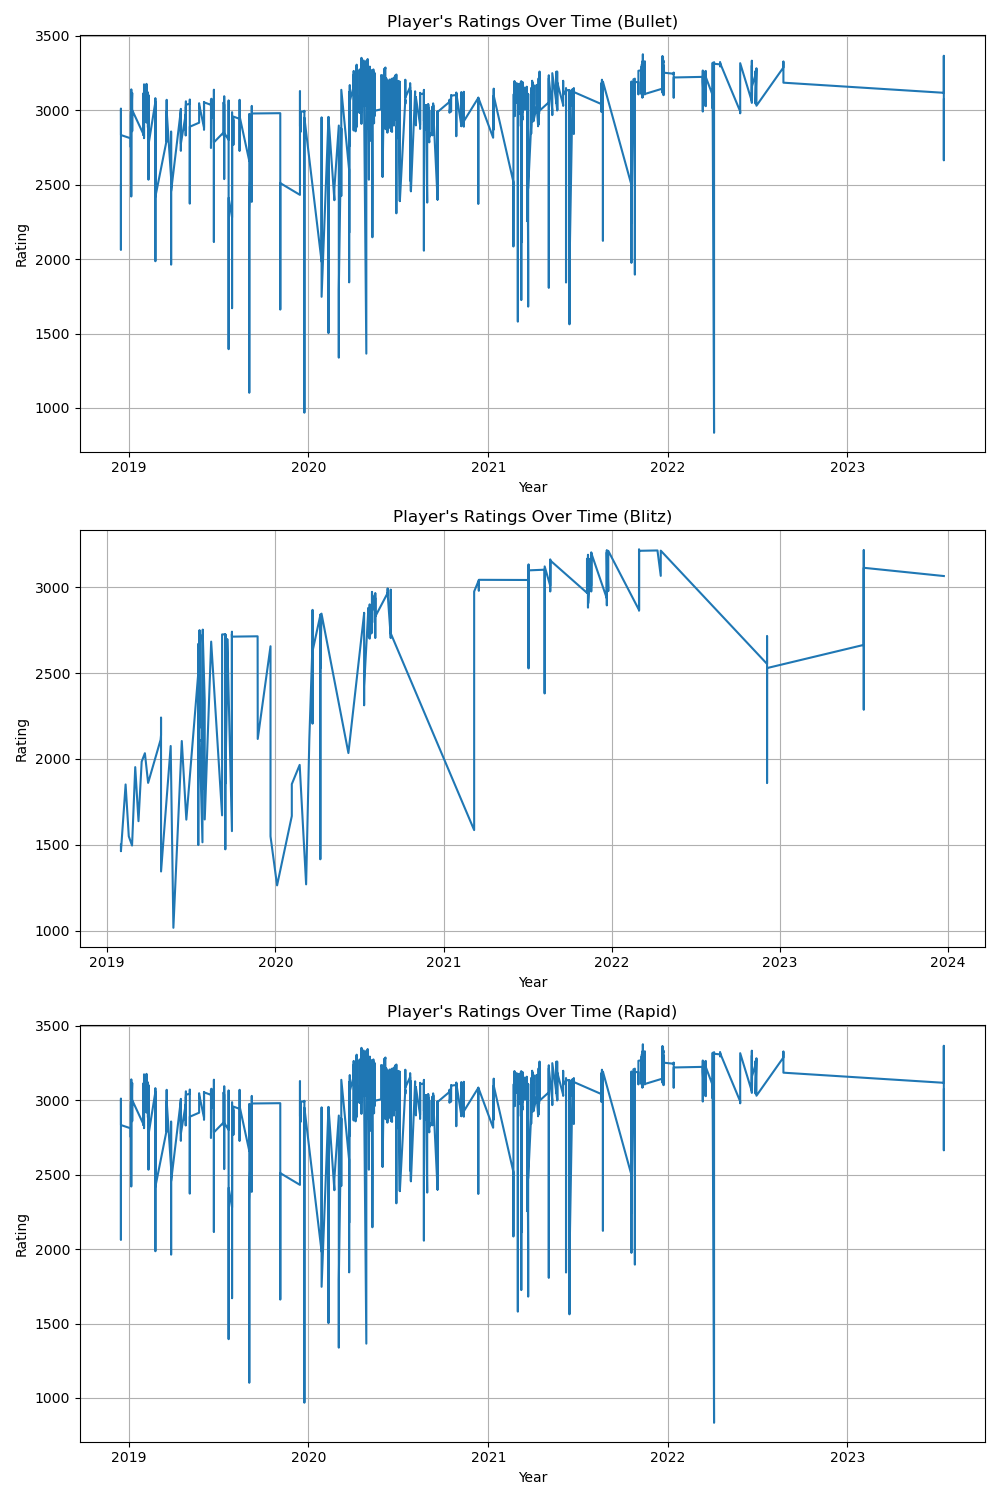 Player's Ratings Over Time (Bullet)
3500
3000
2500
2000
1500
1000
Rating
2019 2020 2021 2022 2023
Year
Player's Ratings Over Time (Blitz)
3000
2500
2000
1500
1000
Rating
2019 2020 2021 2022 2023 2024
Year
Player's Ratings Over Time (Rapid)
3500
3000
2500
2000
1500
1000
Rating
2019 2020 2021 2022 2023
Year